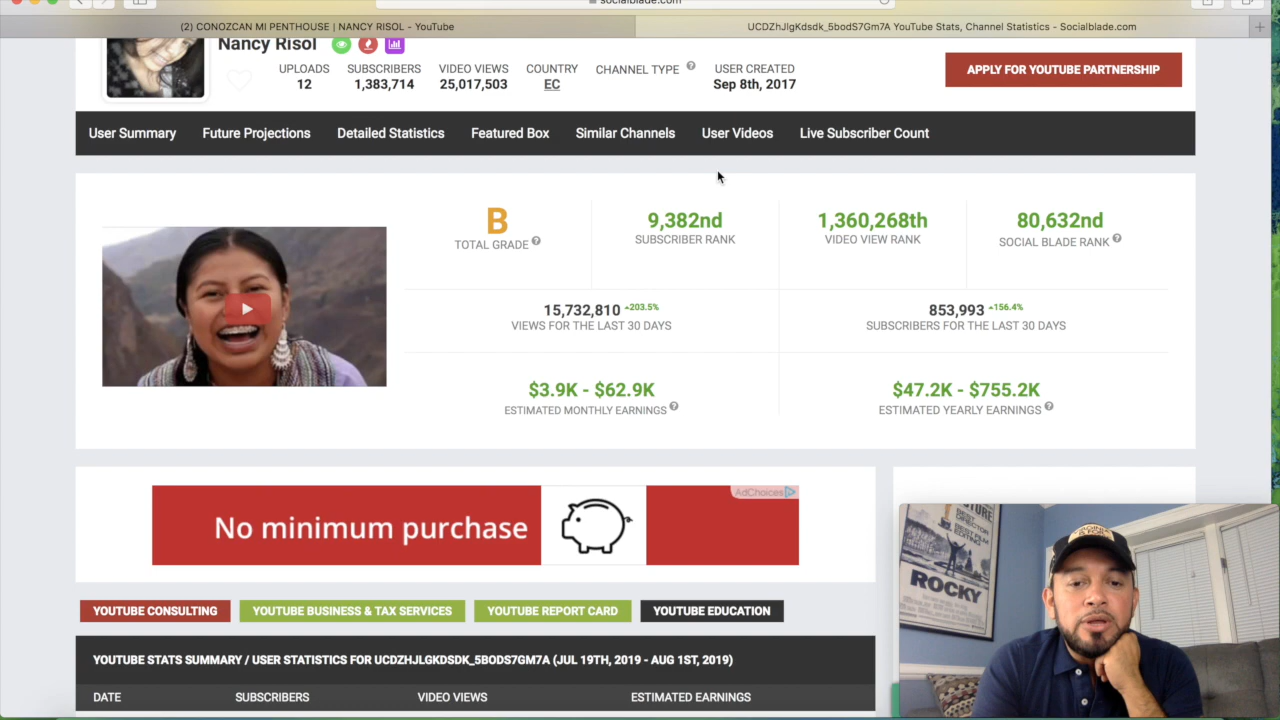 socialblade.com
(2) CONOZCAN MI PENTHOUSE | NANCY RISOL - YouTube
UCDZhJlgKdsdk_5bodS7Gm7A YouTube Stats, Channel Statistics - Socialblade.com
Nancy Risol
UPLOADS
12
SUBSCRIBERS
1,383,714
VIDEO VIEWS
25,017,503
COUNTRY
EC
CHANNEL TYPE
USER CREATED
Sep 8th, 2017
APPLY FOR YOUTUBE PARTNERSHIP
User Summary Future Projections Detailed Statistics Featured Box Similar Channels User Videos Live Subscriber Count
B
TOTAL GRADE
9,382nd
SUBSCRIBER RANK
1,360,268th
VIDEO VIEW RANK
80,632nd
SOCIAL BLADE RANK
15,732,810 203.5%
VIEWS FOR THE LAST 30 DAYS
853,993 156.4%
SUBSCRIBERS FOR THE LAST 30 DAYS
$3.9K - $62.9K
ESTIMATED MONTHLY EARNINGS
$47.2K - $755.2K
ESTIMATED YEARLY EARNINGS
No minimum purchase
AdChoices
YOUTUBE CONSULTING
YOUTUBE BUSINESS & TAX SERVICES
YOUTUBE REPORT CARD
YOUTUBE EDUCATION
YOUTUBE STATS SUMMARY / USER STATISTICS FOR UCDZHJLGKDSDK_5BODS7GM7A (JUL 19TH, 2019 - AUG 1ST, 2019)
DATE SUBSCRIBERS VIDEO VIEWS ESTIMATED EARNINGS
BEST
DIRECTOR
BEST FILM
EDITING
ROCKY